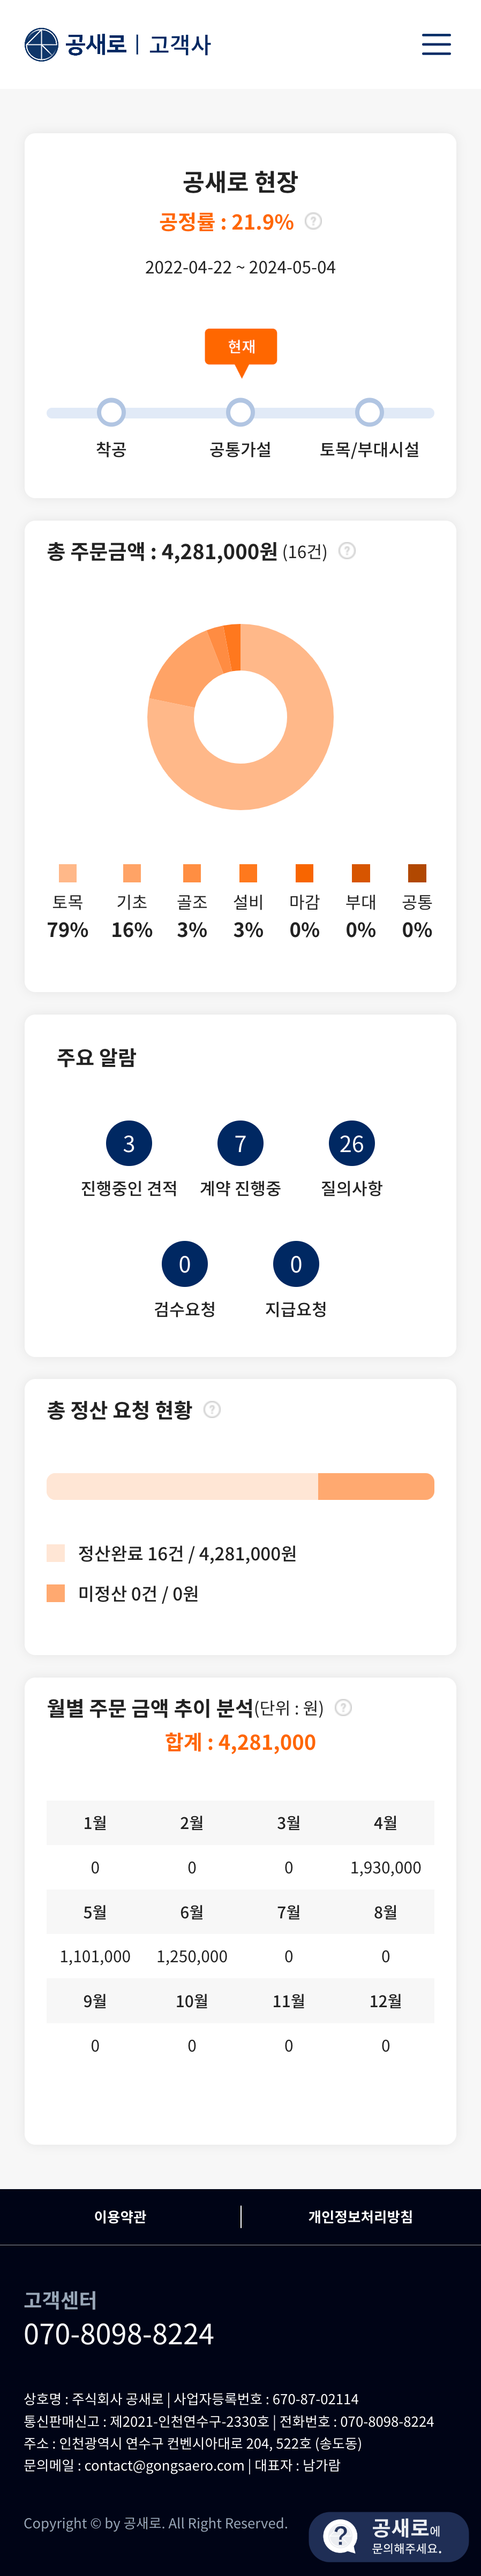 공새로 | 고객사
공새로 현장
공정률 : 21.9% ?
2022-04-22 ~ 2024-05-04
현재
착공 공통가설 토목/부대시설
총 주문금액 : 4,281,000원 (16건) ?
토목 기초 골조 설비 마감 부대 공통
79% 16% 3% 3% 0% 0% 0%
주요 알람
3 7 26
진행중인 견적 계약 진행중 질의사항
0 0
검수요청 지급요청
총 정산 요청 현황 ?
정산완료 16건 / 4,281,000원
미정산 0건 / 0원
월별 주문 금액 추이 분석(단위 : 원) ?
합계 : 4,281,000
1월 2월 3월 4월
0 0 0 1,930,000
5월 6월 7월 8월
1,101,000 1,250,000 0 0
9월 10월 11월 12월
0 0 0 0
이용약관 개인정보처리방침
고객센터
070-8098-8224
상호명 : 주식회사 공새로 | 사업자등록번호 : 670-87-02114
통신판매신고 : 제2021-인천연수구-2330호 | 전화번호 : 070-8098-8224
주소 : 인천광역시 연수구 컨벤시아대로 204, 522호 (송도동)
문의메일 : contact@gongsaero.com | 대표자 : 남가람
Copyright © by 공새로. All Right Reserved.
? 공새로에
문의해주세요.